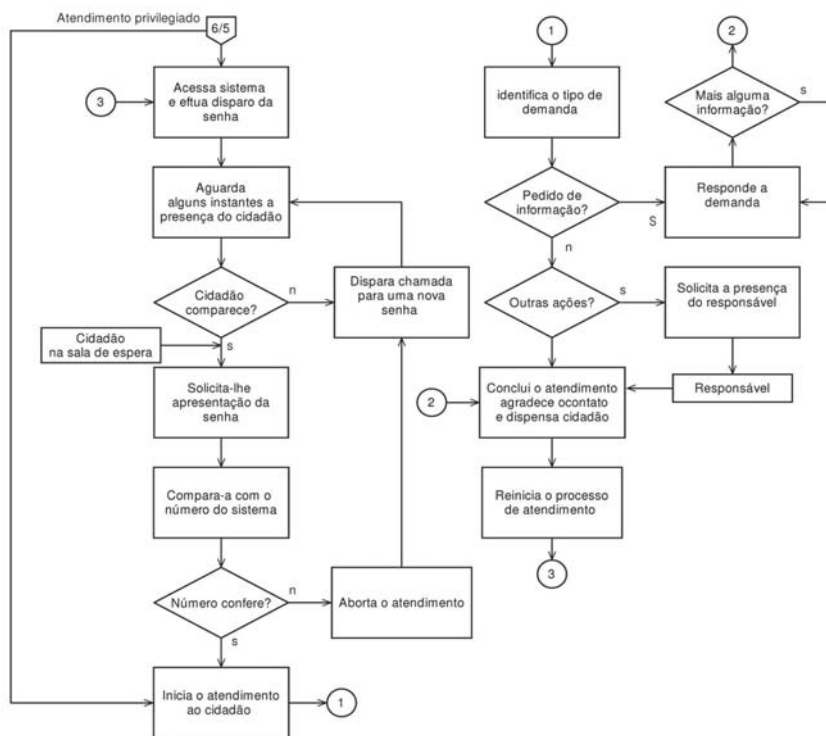 Atendimento privilegiado
6/5
3
Acessa sistema
e eftua disparo da
senha
Aguarda
alguns instantes a
presença do cidadão
Cidadão
comparece?
n
s
Dispara chamada
para uma nova
senha
Cidadão
na sala de espera
Solicita-lhe
apresentação da
senha
Compara-a com o
número do sistema
Número confere?
n
s
Aborta o atendimento
Inicia o atendimento
ao cidadão
1
1
identifica o tipo de
demanda
Pedido de
informação?
S
n
Responde a
demanda
Mais alguma
informação?
s
2
Outras ações?
s
Solicita a presença
do responsável
Responsável
2
Conclui o atendimento
agradece ocontato
e dispensa cidadão
Reinicia o processo
de atendimento
3